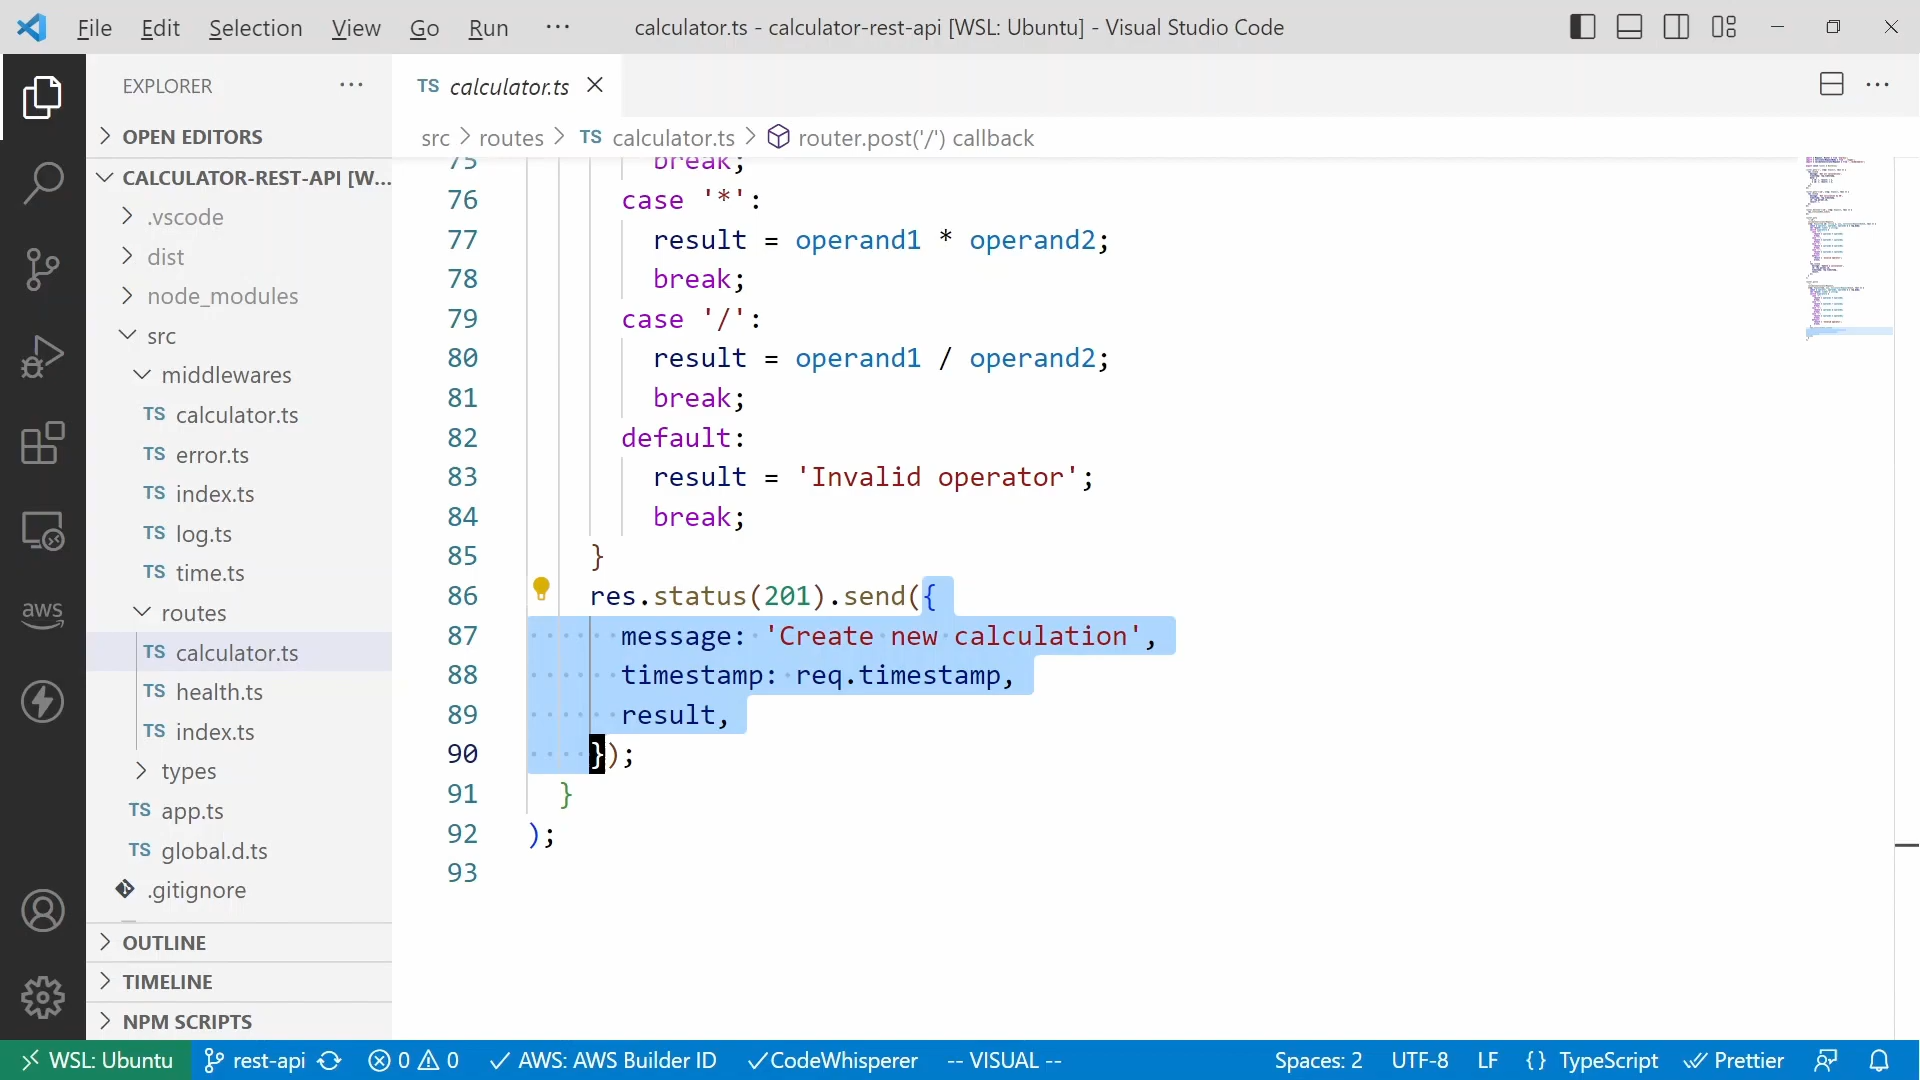 File Edit Selection View Go Run ···
calculator.ts - calculator-rest-api [WSL: Ubuntu] - Visual Studio Code
EXPLORER
OPEN EDITORS
CALCULATOR-REST-API [W...
.vscode
dist
node_modules
src
middlewares
TS calculator.ts
TS error.ts
TS index.ts
TS log.ts
TS time.ts
routes
TS calculator.ts
TS health.ts
TS index.ts
types
TS app.ts
TS global.d.ts
.gitignore
OUTLINE
TIMELINE
NPM SCRIPTS
aws
TS calculator.ts
src > routes > TS calculator.ts > router.post('/') callback
75 break;
76 case '*':
77 result = operand1 * operand2;
78 break;
79 case '/':
80 result = operand1 / operand2;
81 break;
82 default:
83 result = 'Invalid operator';
84 break;
85 }
86 res.status(201).send({
87 message: 'Create new calculation',
88 timestamp: req.timestamp,
89 result,
90 });
91 }
92 );
93
WSL: Ubuntu rest-api 0 0 AWS: AWS Builder ID CodeWhisperer -- VISUAL -- Spaces: 2 UTF-8 LF {} TypeScript Prettier